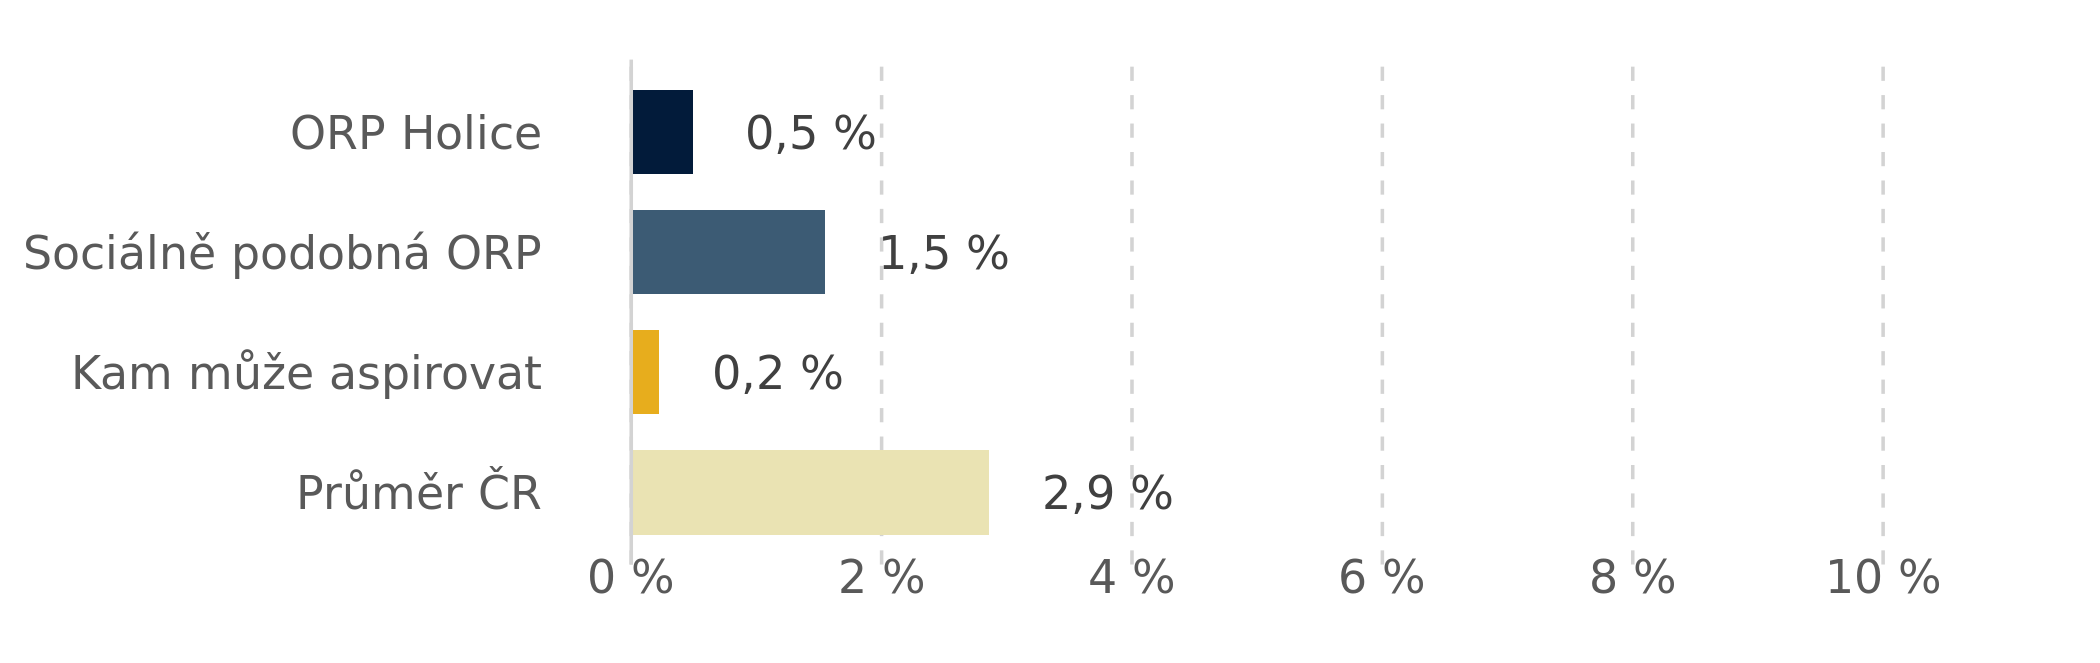 ORP Holice 0,5 %
Sociálně podobná ORP 1,5 %
Kam může aspirovat 0,2 %
Průměr ČR 2,9 %
0 % 2 % 4 % 6 % 8 % 10 %